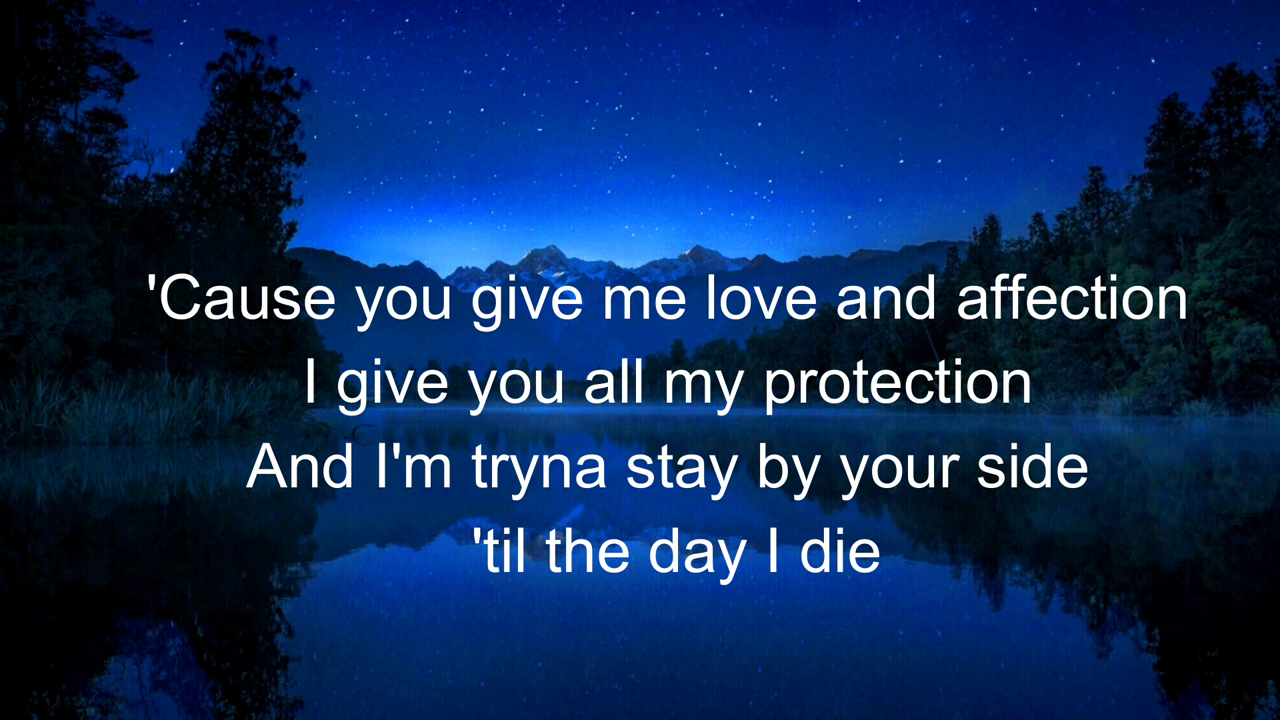 'Cause you give me love and affection
I give you all my protection
And I'm tryna stay by your side
'til the day I die